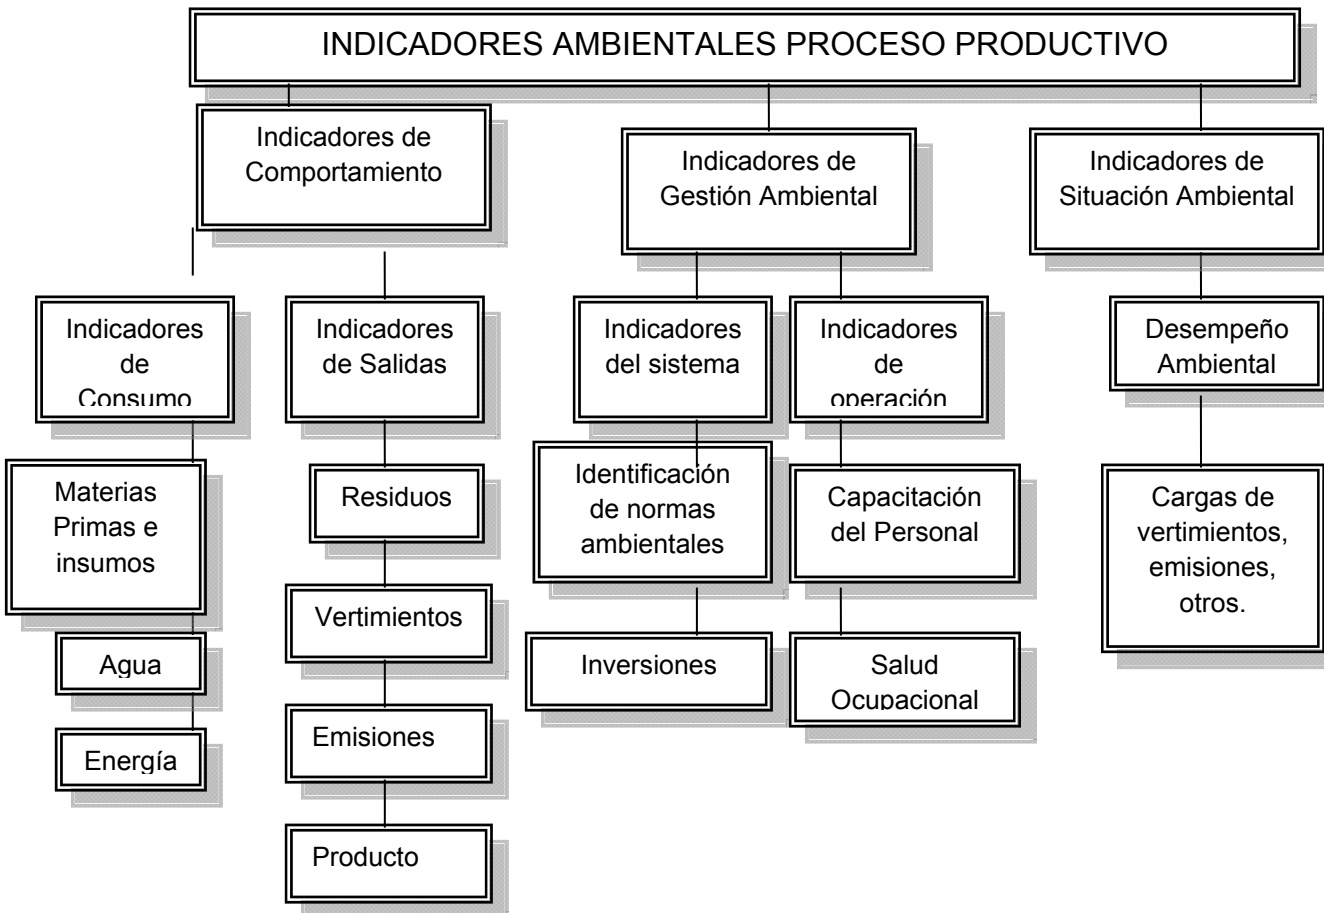 INDICADORES AMBIENTALES PROCESO PRODUCTIVO
Indicadores de
Comportamiento
Indicadores de
Gestión Ambiental
Indicadores de
Situación Ambiental
Indicadores
de
Consumo
Indicadores
de Salidas
Indicadores
del sistema
Indicadores
de
operación
Desempeño
Ambiental
Materias
Primas e
insumos
Residuos
Identificación
de normas
ambientales
Capacitación
del Personal
Cargas de
vertimientos,
emisiones,
otros.
Vertimientos
Agua
Inversiones
Salud
Ocupacional
Emisiones
Energía
Producto